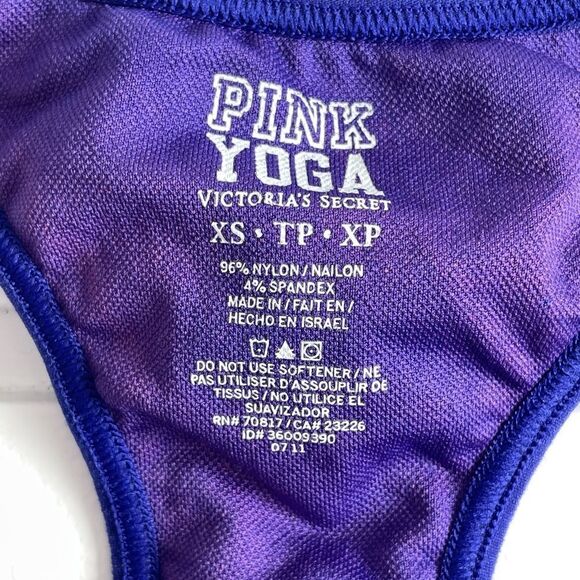 PINK
YOGA
VICTORIA'S SECRET
XS • TP • XP
96% NYLON / NAILON
4% SPANDEX
MADE IN / FAIT EN /
HECHO EN ISRAEL
DO NOT USE SOFTENER / NE
PAS UTILISER D'ASSOUPLIR DE
TISSUS / NO UTILICE EL
SUAVIZADOR
RN# 70817 / CA# 23226
ID# 36009390
07 11